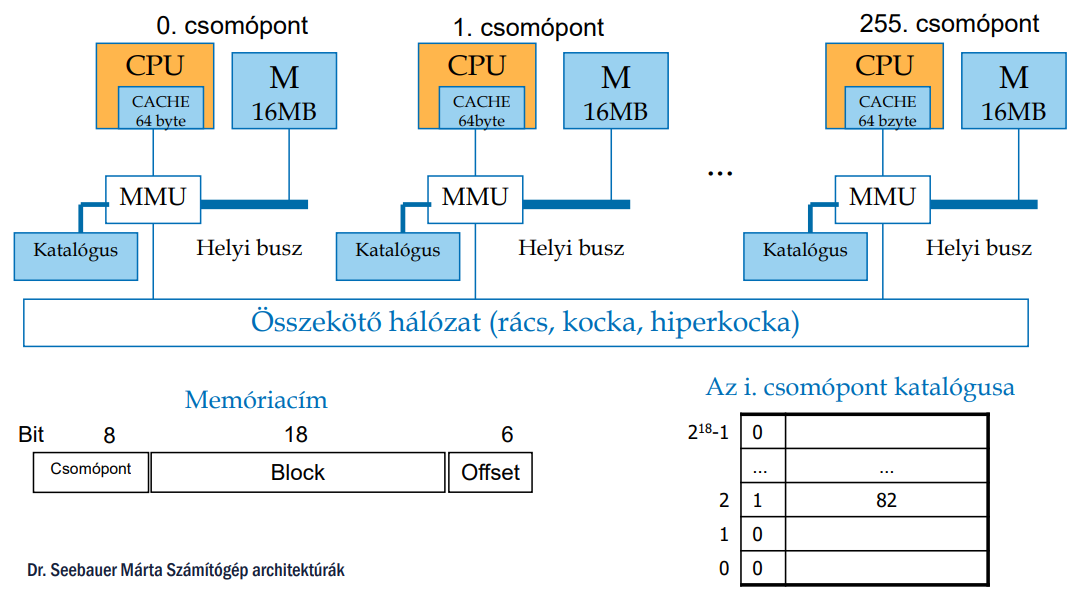 0. csomópont
1. csomópont
255. csomópont
CPU
CACHE
64 byte
M
16MB
CPU
CACHE
64byte
M
16MB
...
CPU
CACHE
64 bzyte
M
16MB
MMU
MMU
MMU
Katalógus
Helyi busz
Katalógus
Helyi busz
Katalógus
Helyi busz
Összekötő hálózat (rács, kocka, hiperkocka)
Memóriacím
Bit 8 18 6
Csomópont Block Offset
Az i. csomópont katalógusa
2¹⁸-1 0
... ...
2 1 82
1 0
0 0
Dr. Seebauer Márta Számítógép architektúrák